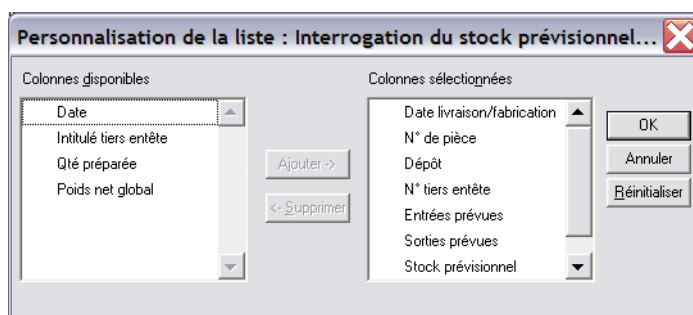 Personnalisation de la liste : Interrogation du stock prévisionnel...
Colonnes disponibles
Date
Intitulé tiers entête
Qté préparée
Poids net global
Ajouter ->
<- Supprimer
Colonnes sélectionnées
Date livraison/fabrication
N° de pièce
Dépôt
N° tiers entête
Entrées prévues
Sorties prévues
Stock prévisionnel
OK
Annuler
Réinitialiser